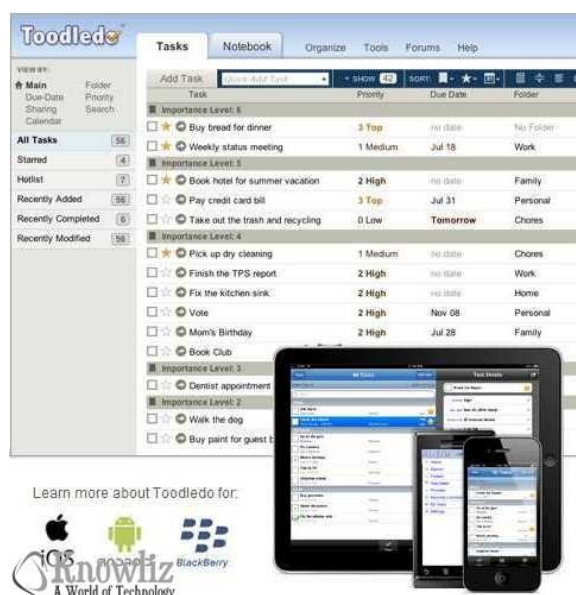 Toodledo
Tasks
Notebook
Organize Tools Forums Help
VIEW BY:
Main Folder
Due-Date Priority
Sharing Search
Calendar
All Tasks 56
Starred 4
Hotlist 7
Recently Added 56
Recently Completed 6
Recently Modified 56
Add Task Quick Add Task SHOW 42 SORT:
Task Priority Due Date Folder
Importance Level: 6
Buy bread for dinner 3 Top no date No Folder
Weekly status meeting 1 Medium Jul 18 Work
Importance Level: 5
Book hotel for summer vacation 2 High no date Family
Pay credit card bill 3 Top Jul 31 Personal
Take out the trash and recycling 0 Low Tomorrow Chores
Importance Level: 4
Pick up dry cleaning 1 Medium no date Chores
Finish the TPS report 2 High no date Work
Fix the kitchen sink 2 High no date Home
Vote 2 High Nov 08 Personal
Mom's Birthday 2 High Jul 28 Family
Book Club
Importance Level: 3
Dentist appointment
Importance Level: 2
Walk the dog
Buy paint for guest b
Learn more about Toodledo for:
iOS
android
BlackBerry
Knowliz
A World of Technology